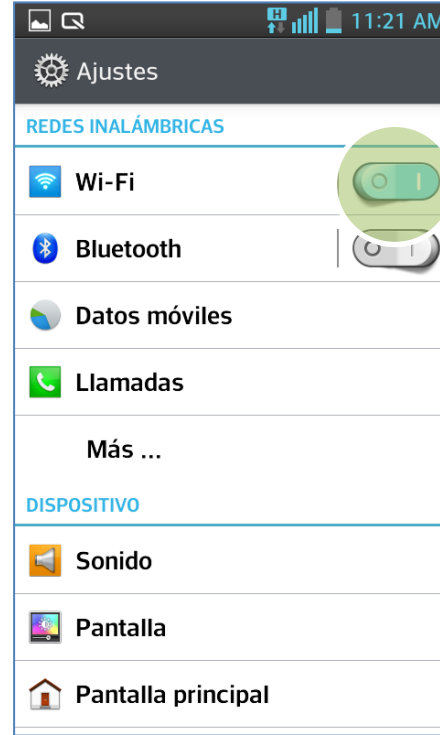 H 11:21 AM
Ajustes
REDES INALÁMBRICAS
Wi-Fi
Bluetooth
Datos móviles
Llamadas
Más ...
DISPOSITIVO
Sonido
Pantalla
Pantalla principal